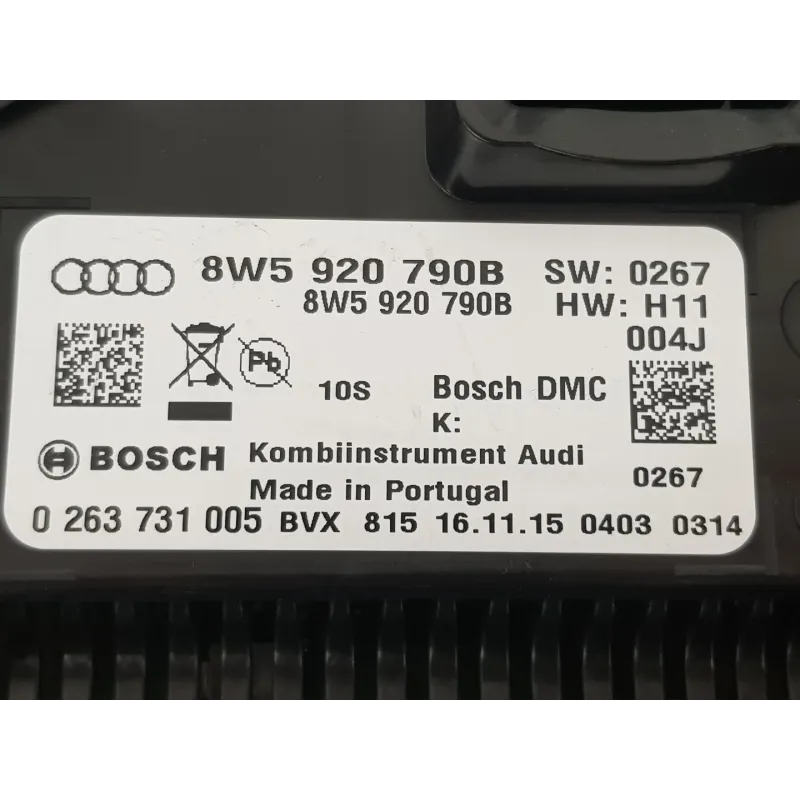 8W5 920 790B SW: 0267
8W5 920 790B HW: H11
004J
Pb
10S Bosch DMC
K:
BOSCH Kombiinstrument Audi
0267
Made in Portugal
0 263 731 005 BVX 815 16.11.15 0403 0314